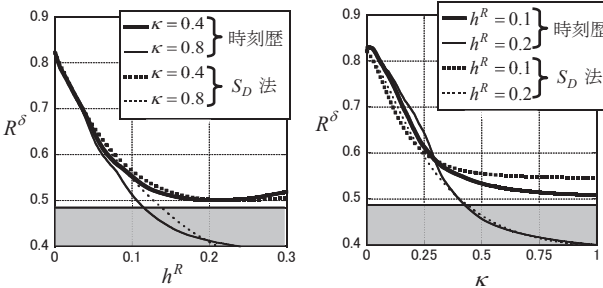 0.9
0.8
0.7
0.6
0.5
0.4
R^δ
0
0.1
0.2
0.3
h^R
κ = 0.4
κ = 0.8
時刻歴
κ = 0.4
κ = 0.8
S_D 法
0.9
0.8
0.7
0.6
0.5
0.4
R^δ
0
0.25
0.5
0.75
1
κ
h^R = 0.1
h^R = 0.2
時刻歴
h^R = 0.1
h^R = 0.2
S_D 法